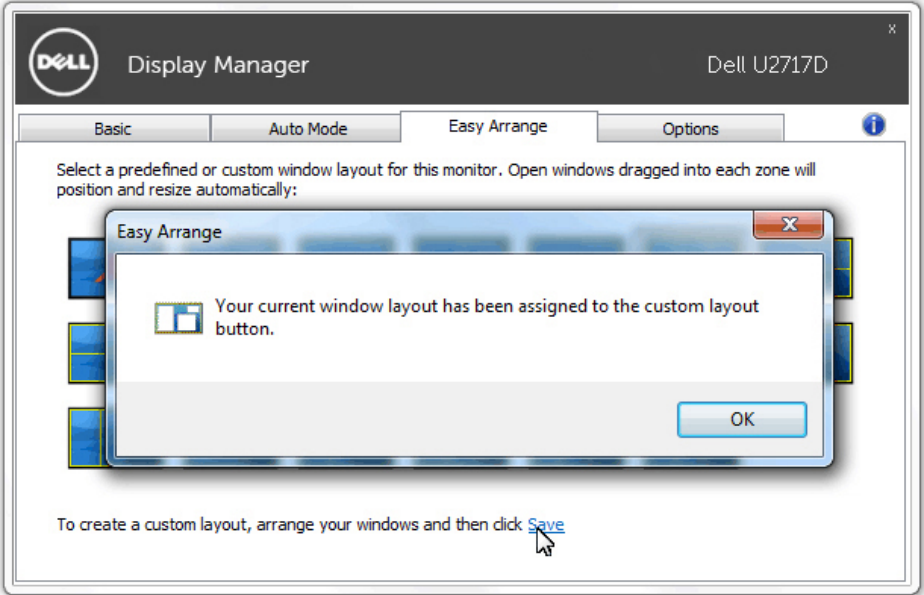 DELL
Display Manager
Dell U2717D
x
Basic
Auto Mode
Easy Arrange
Options
i
Select a predefined or custom window layout for this monitor. Open windows dragged into each zone will
position and resize automatically:
Easy Arrange
x
Your current window layout has been assigned to the custom layout
button.
OK
To create a custom layout, arrange your windows and then click Save